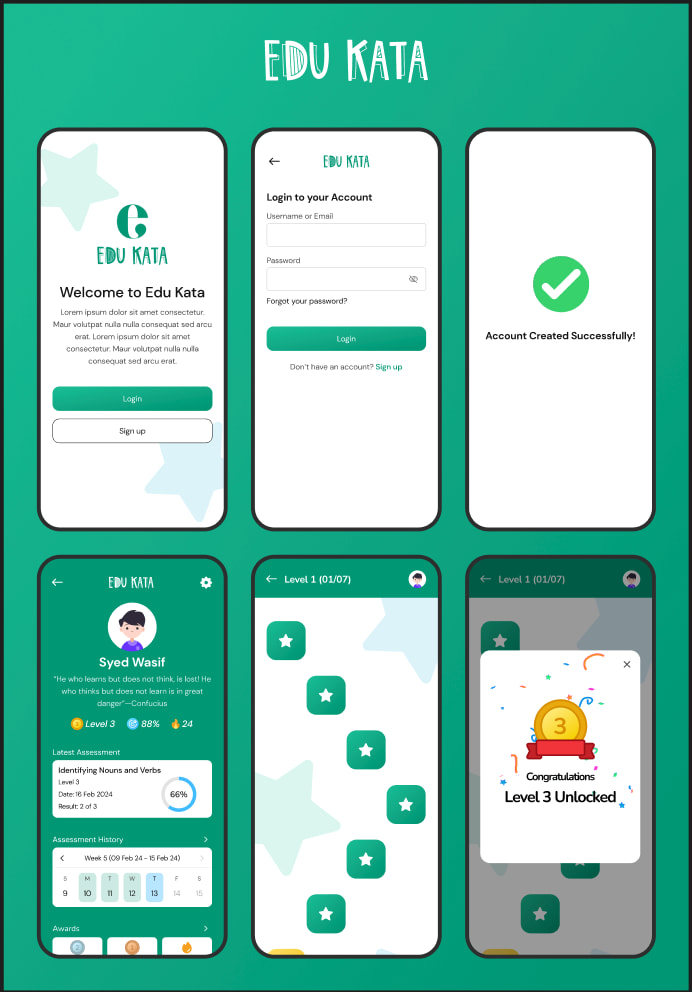 EDU KATA
e
EDU KATA
Welcome to Edu Kata
Lorem ipsum dolor sit amet consectetur.
Maur volutpat nulla nulla consequat sed arcu
erat. Lorem ipsum dolor sit amet
consectetur. Maur volutpat nulla nulla
consequat sed arcu erat.
Login
Sign up
EDU KATA
Login to your Account
Username or Email
Password
Forgot your password?
Login
Don't have an account? Sign up
Account Created Successfully!
EDU KATA
Syed Wasif
"He who learns but does not think, is lost! He
who thinks but does not learn is in great
danger"—Confucius
Level 3 88% 24
Latest Assessment
Identifying Nouns and Verbs
Level 3
Date: 16 Feb 2024
Result: 2 of 3
66%
Assessment History
Week 5 (09 Feb 24 - 15 Feb 24)
S M T W T F S
9 10 11 12 13 14 15
Awards
Level 1 (01/07)
Level 1 (01/07)
3
Congratulations
Level 3 Unlocked